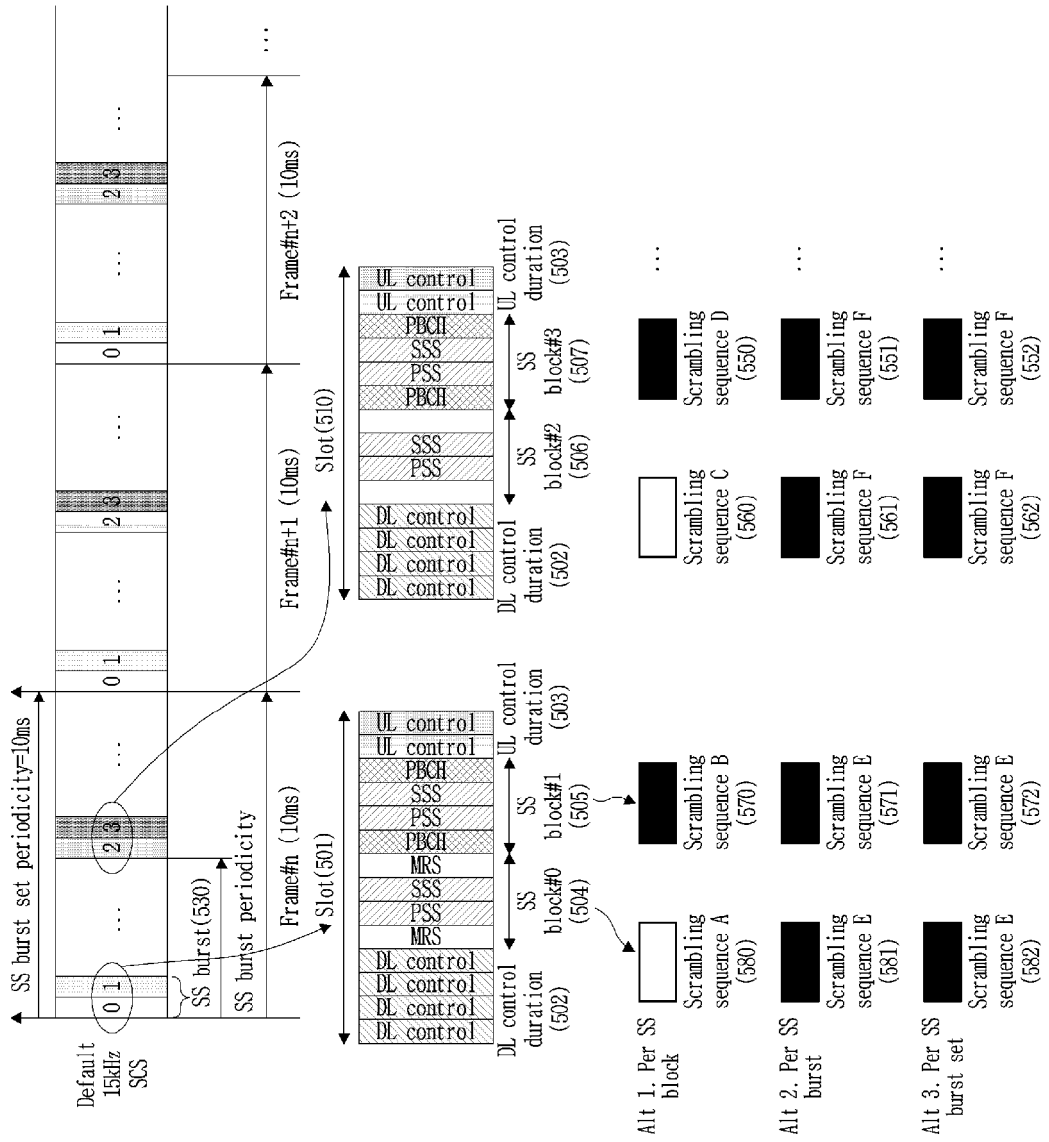 SS burst set periodicity=10ms
Default
15kHz
SCS
0 1 ... 2 3 ... 0 1 ... 2 3 ... 0 1 ... 2 3 ...
SS burst(530)
SS burst periodicity
Frame#n (10ms)
Frame#n+1 (10ms)
Frame#n+2 (10ms)
...
Slot(501)
DL control
DL control
DL control
DL control
MRS
PSS
SSS
MRS
PBCH
PSS
SSS
PBCH
UL control
UL control
DL control
duration
(502)
SS
block#0
(504)
SS
block#1
(505)
UL control
duration
(503)
Slot(510)
DL control
DL control
DL control
DL control
PSS
SSS
PBCH
PSS
SSS
PBCH
UL control
UL control
DL control
duration
(502)
SS
block#2
(506)
SS
block#3
(507)
UL control
duration
(503)
Alt 1. Per SS
block
Scrambling
sequence A
(580)
Scrambling
sequence B
(570)
Scrambling
sequence C
(560)
Scrambling
sequence D
(550)
...
Alt 2. Per SS
burst
Scrambling
sequence E
(581)
Scrambling
sequence E
(571)
Scrambling
sequence F
(561)
Scrambling
sequence F
(551)
...
Alt 3. Per SS
burst set
Scrambling
sequence E
(582)
Scrambling
sequence E
(572)
Scrambling
sequence F
(562)
Scrambling
sequence F
(552)
...